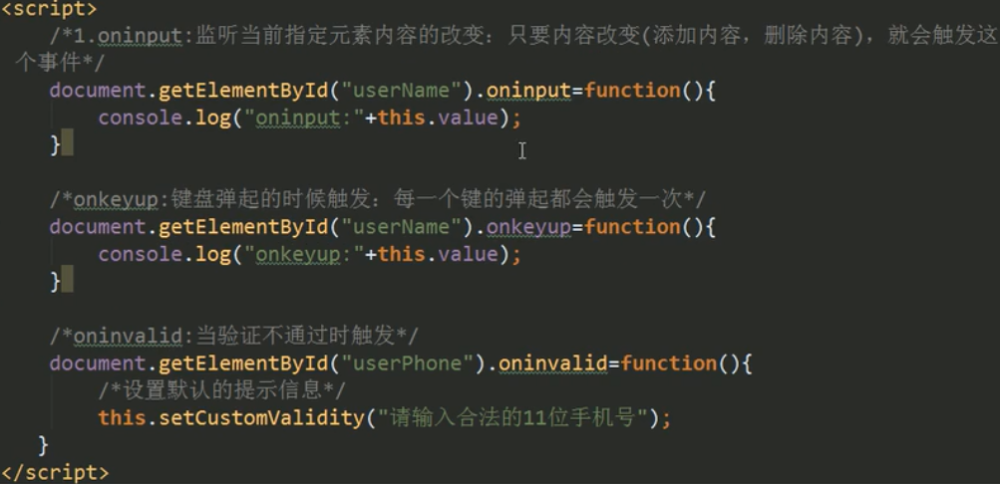 <script>
/*1.oninput:监听当前指定元素内容的改变：只要内容改变(添加内容，删除内容)，就会触发这
个事件*/
document.getElementById("userName").oninput=function(){
console.log("oninput:"+this.value);
}
/*onkeyup:键盘弹起的时候触发：每一个键的弹起都会触发一次*/
document.getElementById("userName").onkeyup=function(){
console.log("onkeyup:"+this.value);
}
/*oninvalid:当验证不通过时触发*/
document.getElementById("userPhone").oninvalid=function(){
/*设置默认的提示信息*/
this.setCustomValidity("请输入合法的11位手机号");
}
</script>